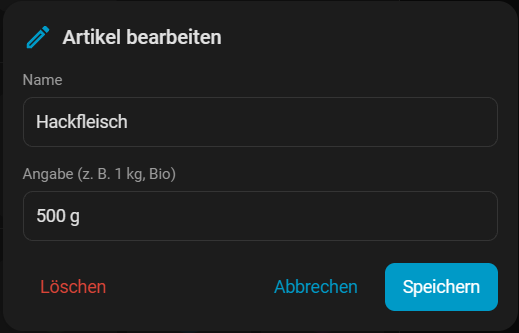 Artikel bearbeiten
Name
Hackfleisch
Angabe (z. B. 1 kg, Bio)
500 g
Löschen Abbrechen Speichern